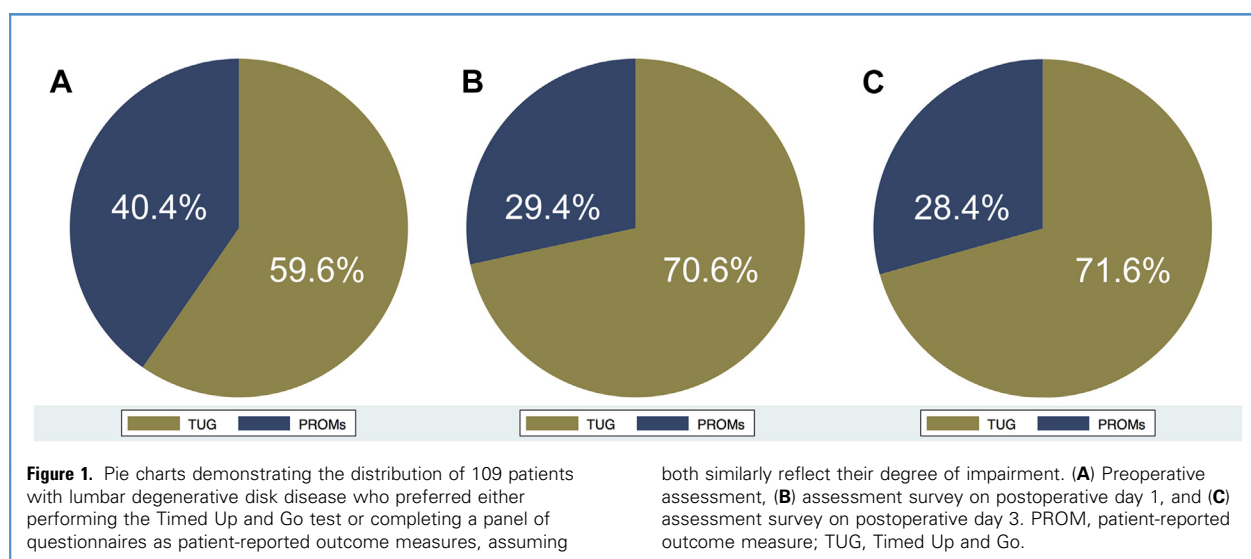 A
B
C
40.4%
59.6%
29.4%
70.6%
28.4%
71.6%
TUG PROMs
TUG PROMs
TUG PROMs
Figure 1. Pie charts demonstrating the distribution of 109 patients
with lumbar degenerative disk disease who preferred either
performing the Timed Up and Go test or completing a panel of
questionnaires as patient-reported outcome measures, assuming
both similarly reflect their degree of impairment. (A) Preoperative
assessment, (B) assessment survey on postoperative day 1, and (C)
assessment survey on postoperative day 3. PROM, patient-reported
outcome measure; TUG, Timed Up and Go.